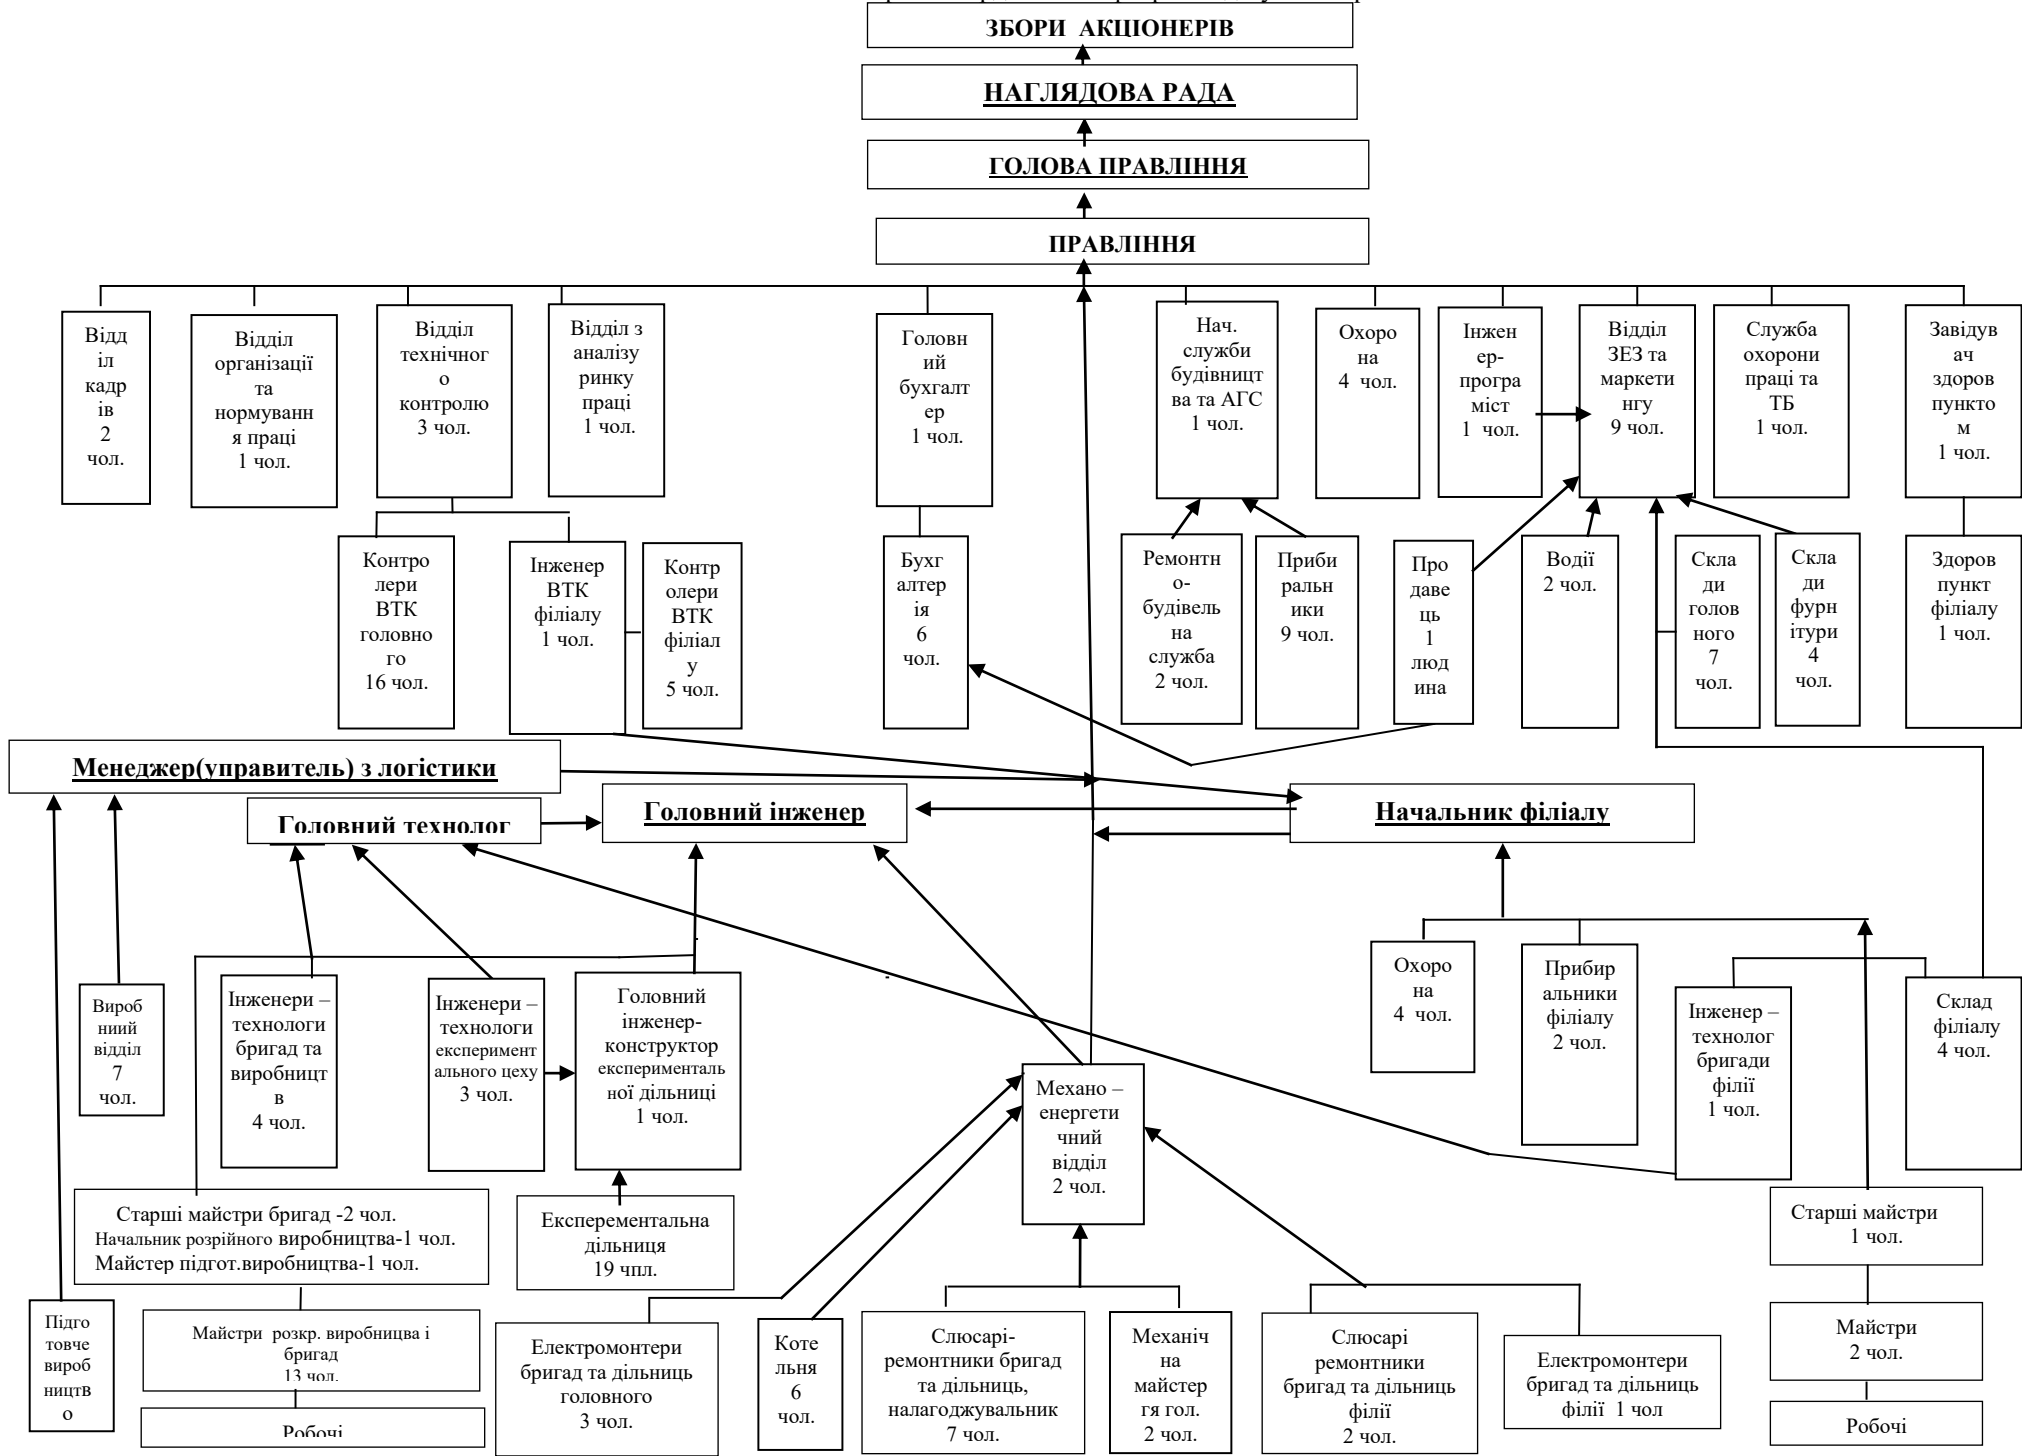 ЗБОРИ АКЦІОНЕРІВ
НАГЛЯДОВА РАДА
ГОЛОВА ПРАВЛІННЯ
ПРАВЛІННЯ
Відд
іл
кадр
ів
2
чол.
Відділ
організації
та
нормуванн
я праці
1 чол.
Відділ
технічног
о
контролю
3 чол.
Відділ з
аналізу
ринку
праці
1 чол.
Головн
ий
бухгалт
ер
1 чол.
Нач.
служби
будівницт
ва та АГС
1 чол.
Охоро
на
4 чол.
Інжен
ер-
програ
міст
1 чол.
Відділ
ЗЕЗ та
маркети
нгу
9 чол.
Служба
охорони
праці та
ТБ
1 чол.
Завідув
ач
здоров
пункто
м
1 чол.
Контро
лери
ВТК
головно
го
16 чол.
Інженер
ВТК
філіалу
1 чол.
Контр
олери
ВТК
філіал
у
5 чол.
Бухг
алтер
ія
6
чол.
Ремонтн
о-
будівель
на
служба
2 чол.
Приби
ральн
ики
9 чол.
Про
даве
ць
1
люд
ина
Водії
2 чол.
Скла
ди
голов
ного
7
чол.
Скла
ди
фурн
ітури
4
чол.
Здоров
пункт
філіалу
1 чол.
Менеджер(управитель) з логістики
Головний технолог
Головний інженер
Начальник філіалу
Вироб
ниий
відділ
7
чол.
Інженери –
технологи
бригад та
виробницт
в
4 чол.
Інженери –
технологи
експеримент
ального цеху
3 чол.
Головний
інженер-
конструктор
експерименталь
ної дільниці
1 чол.
Механо –
енергети
чний
відділ
2 чол.
Охоро
на
4 чол.
Прибир
альники
філіалу
2 чол.
Інженер –
технолог
бригади
філії
1 чол.
Склад
філіалу
4 чол.
Старші майстри бригад -2 чол.
Начальник розрійного виробництва-1 чол.
Майстер підгот.виробництва-1 чол.
Експерементальна
дільниця
19 чпл.
Старші майстри
1 чол.
Підго
товче
вироб
ництв
о
Майстри розкр. виробницва і
бригад
13 чол.
Робочі
Електромонтери
бригад та дільниць
головного
3 чол.
Коте
льня
6
чол.
Слюсарі-
ремонтники бригад
та дільниць,
налагоджувальник
7 чол.
Механіч
на
майстер
гя гол.
2 чол.
Слюсарі
ремонтники
бригад та дільниць
філії
2 чол.
Електромонтери
бригад та дільниць
філії 1 чол
Майстри
2 чол.
Робочі